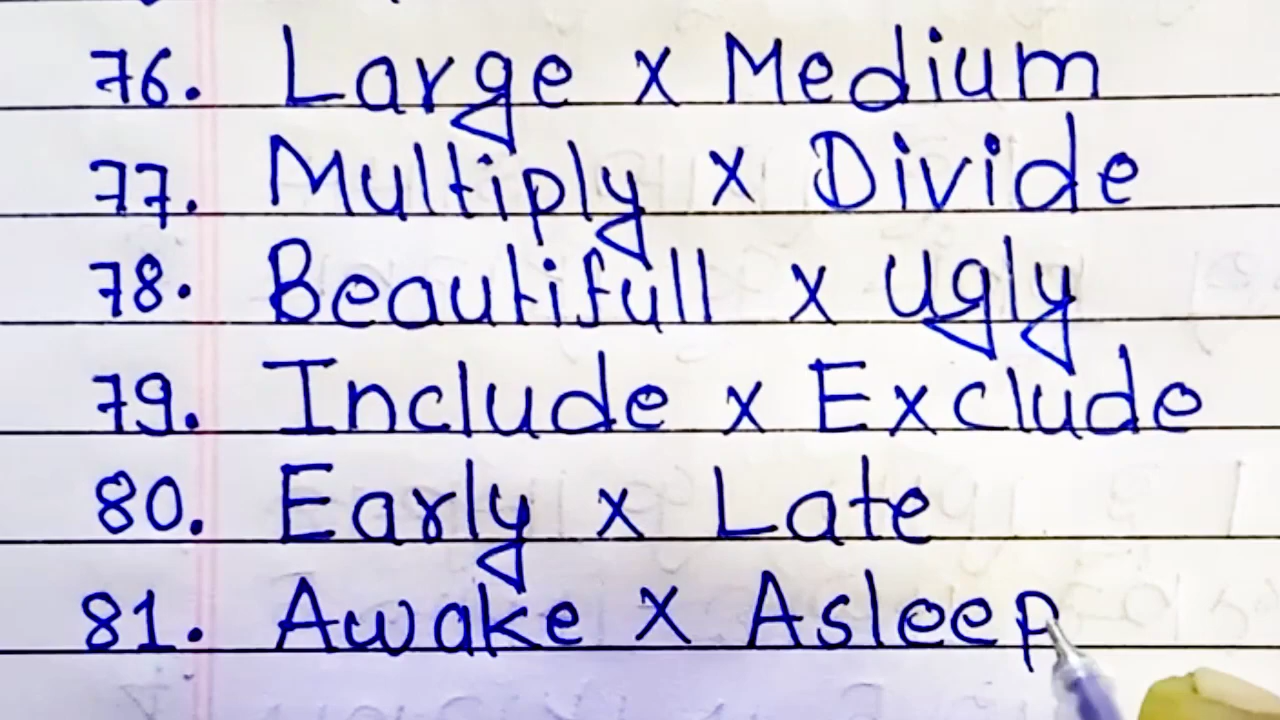 76. Large x Medium
77. Multiply x Divide
78. Beautifull x Ugly
79. Include x Exclude
80. Early x Late
81. Awake x Asleep